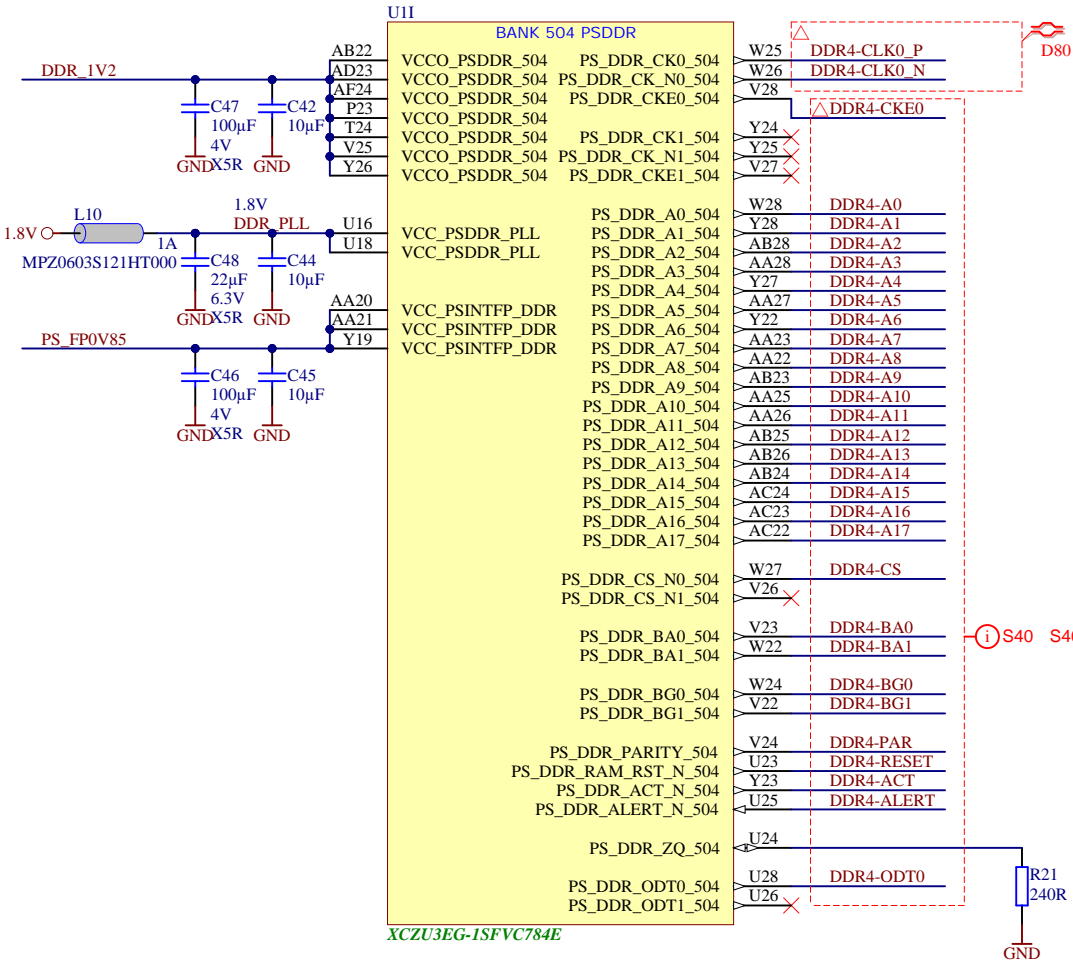 U1I
BANK 504 PSDDR
DDR_1V2
AB22 VCCO_PSDDR_504
AD23 VCCO_PSDDR_504
AF24 VCCO_PSDDR_504
P23 VCCO_PSDDR_504
T24 VCCO_PSDDR_504
V25 VCCO_PSDDR_504
Y26 VCCO_PSDDR_504
C47
100µF
4V
X5R
GND
C42
10µF
GND
1.8V
L10
1A
MPZ0603S121HT000
1.8V
DDR_PLL
U16 VCC_PSDDR_PLL
U18 VCC_PSDDR_PLL
C48
22µF
6.3V
X5R
GND
C44
10µF
GND
AA20 VCC_PSINTFP_DDR
AA21 VCC_PSINTFP_DDR
Y19 VCC_PSINTFP_DDR
PS_FP0V85
C46
100µF
4V
X5R
GND
C45
10µF
GND
PS_DDR_CK0_504 W25 DDR4-CLK0_P
PS_DDR_CK_N0_504 W26 DDR4-CLK0_N
PS_DDR_CKE0_504 V28 DDR4-CKE0
D80
PS_DDR_CK1_504 Y24
PS_DDR_CK_N1_504 Y25
PS_DDR_CKE1_504 V27
PS_DDR_A0_504 W28 DDR4-A0
PS_DDR_A1_504 Y28 DDR4-A1
PS_DDR_A2_504 AB28 DDR4-A2
PS_DDR_A3_504 AA28 DDR4-A3
PS_DDR_A4_504 Y27 DDR4-A4
PS_DDR_A5_504 AA27 DDR4-A5
PS_DDR_A6_504 Y22 DDR4-A6
PS_DDR_A7_504 AA23 DDR4-A7
PS_DDR_A8_504 AA22 DDR4-A8
PS_DDR_A9_504 AB23 DDR4-A9
PS_DDR_A10_504 AA25 DDR4-A10
PS_DDR_A11_504 AA26 DDR4-A11
PS_DDR_A12_504 AB25 DDR4-A12
PS_DDR_A13_504 AB26 DDR4-A13
PS_DDR_A14_504 AB24 DDR4-A14
PS_DDR_A15_504 AC24 DDR4-A15
PS_DDR_A16_504 AC23 DDR4-A16
PS_DDR_A17_504 AC22 DDR4-A17
PS_DDR_CS_N0_504 W27 DDR4-CS
PS_DDR_CS_N1_504 V26
PS_DDR_BA0_504 V23 DDR4-BA0
PS_DDR_BA1_504 W22 DDR4-BA1
i S40
PS_DDR_BG0_504 W24 DDR4-BG0
PS_DDR_BG1_504 V22 DDR4-BG1
PS_DDR_PARITY_504 V24 DDR4-PAR
PS_DDR_RAM_RST_N_504 U23 DDR4-RESET
PS_DDR_ACT_N_504 Y23 DDR4-ACT
PS_DDR_ALERT_N_504 U25 DDR4-ALERT
PS_DDR_ZQ_504 U24
R21
240R
GND
PS_DDR_ODT0_504 U28 DDR4-ODT0
PS_DDR_ODT1_504 U26
XCZU3EG-1SFVC784E